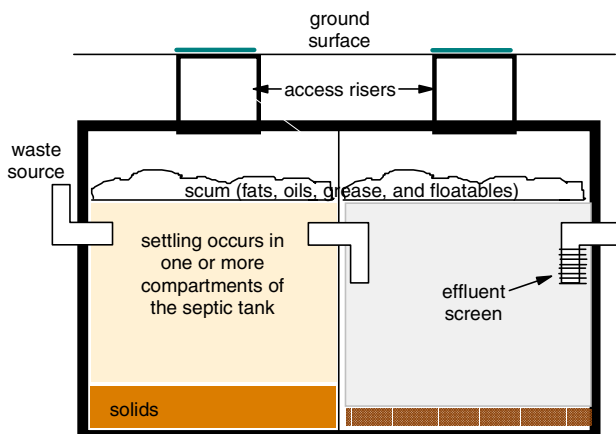 ground
surface
access risers
waste
source
scum (fats, oils, grease, and floatables)
settling occurs in
one or more
compartments of
the septic tank
effluent
screen
solids